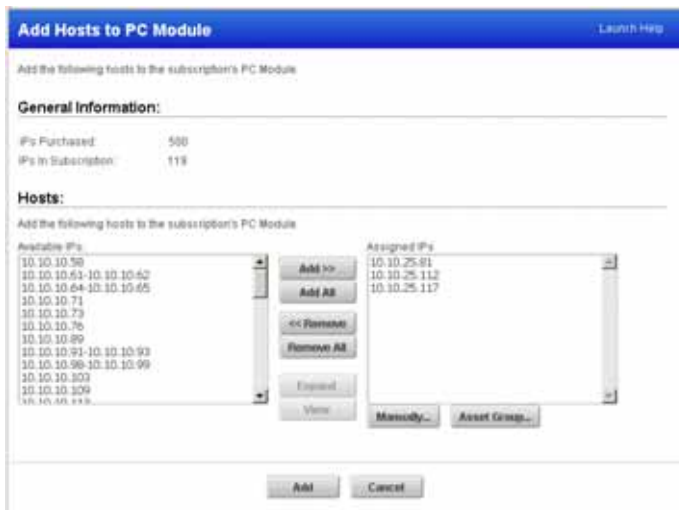 Add Hosts to PC Module
Launch Help
Add the following hosts to the subscription's PC Module
General Information:
IPs Purchased: 500
IPs in Subscription: 119
Hosts:
Add the following hosts to the subscription's PC Module
Available IPs:
10.10.10.58
10.10.10.61-10.10.10.62
10.10.10.64-10.10.10.65
10.10.10.71
10.10.10.73
10.10.10.76
10.10.10.89
10.10.10.91-10.10.10.93
10.10.10.98-10.10.10.99
10.10.10.103
10.10.10.109
Add >>
Add All
<< Remove
Remove All
Expand
View
Assigned IPs
10.10.25.81
10.10.25.112
10.10.25.117
Manually...
Asset Group...
Add
Cancel